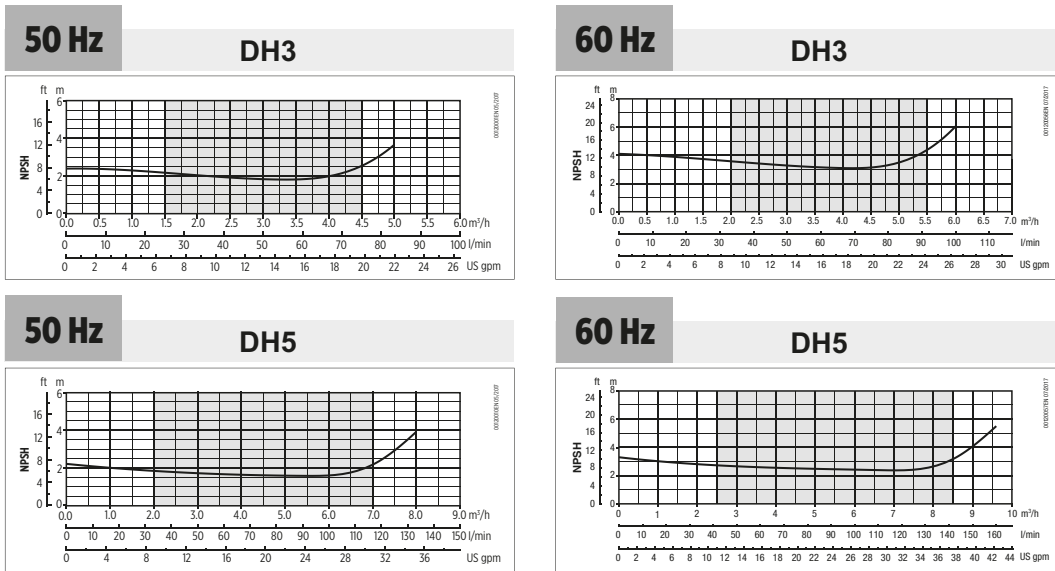 50 Hz
DH3
ft m
6
16
4
12
8
2
4
0 0
NPSH
0.0 0.5 1.0 1.5 2.0 2.5 3.0 3.5 4.0 4.5 5.0 5.5 6.0 m³/h
0 10 20 30 40 50 60 70 80 90 100 l/min
0 2 4 6 8 10 12 14 16 18 20 22 24 26 US gpm
60 Hz
DH3
ft m
8
24
20
6
16
12 4
8
2
4
0 0
NPSH
0.0 0.5 1.0 1.5 2.0 2.5 3.0 3.5 4.0 4.5 5.0 5.5 6.0 6.5 7.0 m³/h
0 10 20 30 40 50 60 70 80 90 100 110 l/min
0 2 4 6 8 10 12 14 16 18 20 22 24 26 28 30 US gpm
50 Hz
DH5
ft m
6
16
4
12
8
2
4
0 0
NPSH
0.0 1.0 2.0 3.0 4.0 5.0 6.0 7.0 8.0 9.0 m³/h
0 10 20 30 40 50 60 70 80 90 100 110 120 130 140 150 l/min
0 4 8 12 16 20 24 28 32 36 US gpm
60 Hz
DH5
ft m
8
24
20
6
16
12 4
8
2
4
0 0
NPSH
0 1 2 3 4 5 6 7 8 9 10 m³/h
0 10 20 30 40 50 60 70 80 90 100 110 120 130 140 150 160 l/min
0 2 4 6 8 10 12 14 16 18 20 22 24 26 28 30 32 34 36 38 40 42 44 US gpm